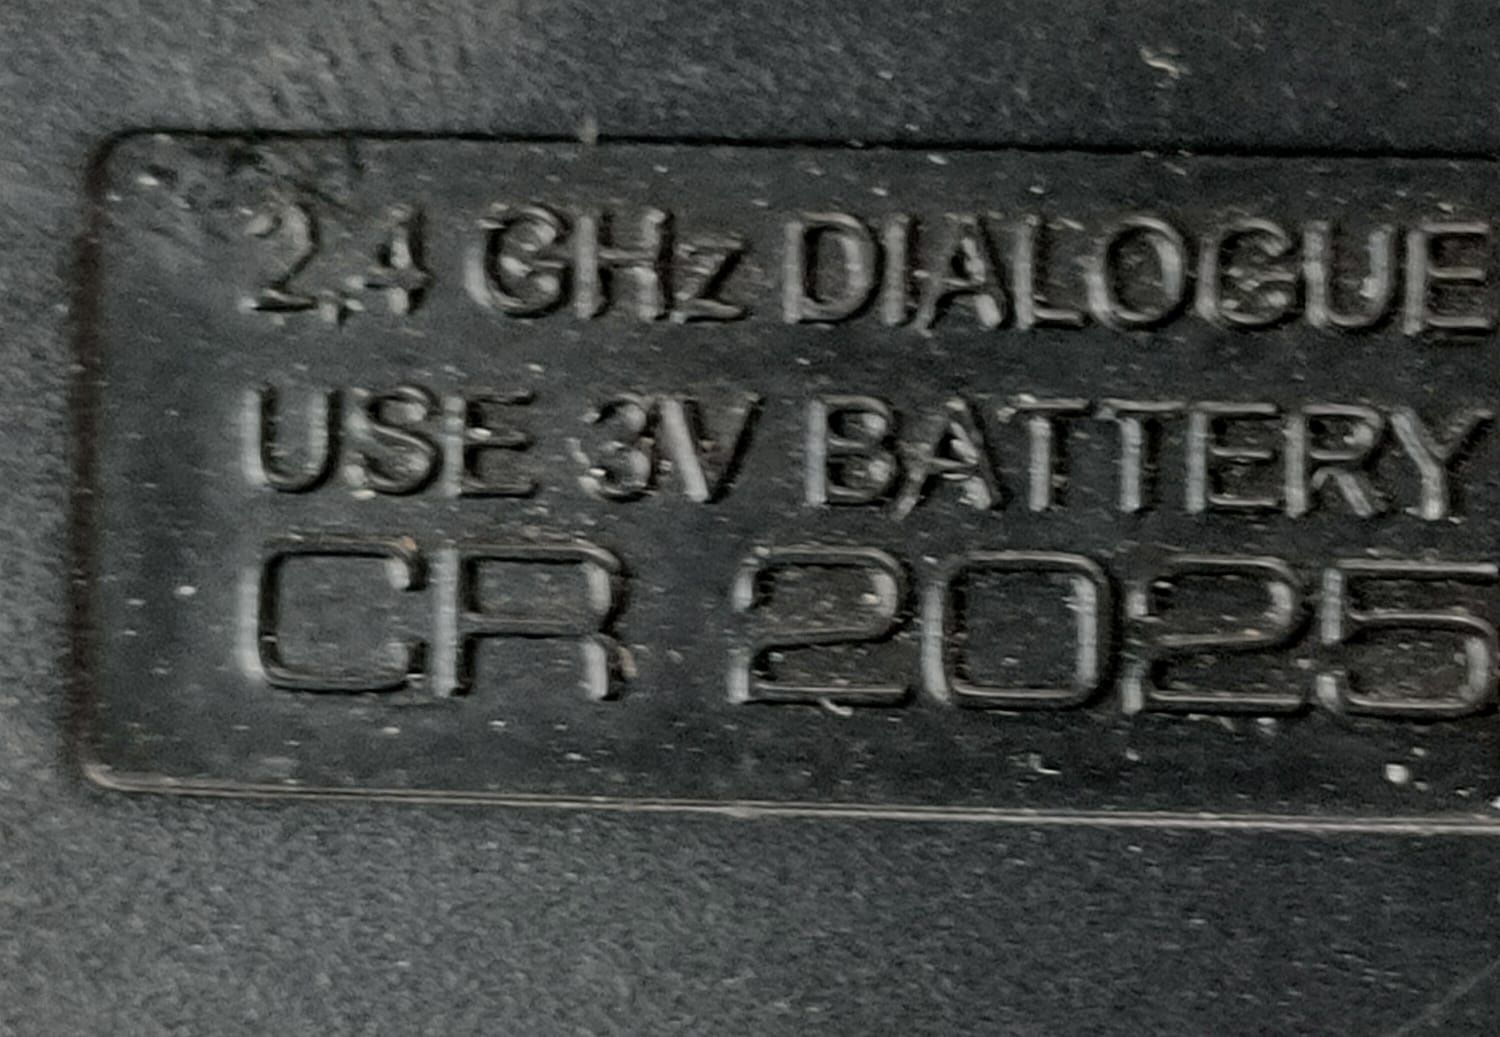 2.4 GHz DIALOGUE
USE 3V BATTERY
CR 2025